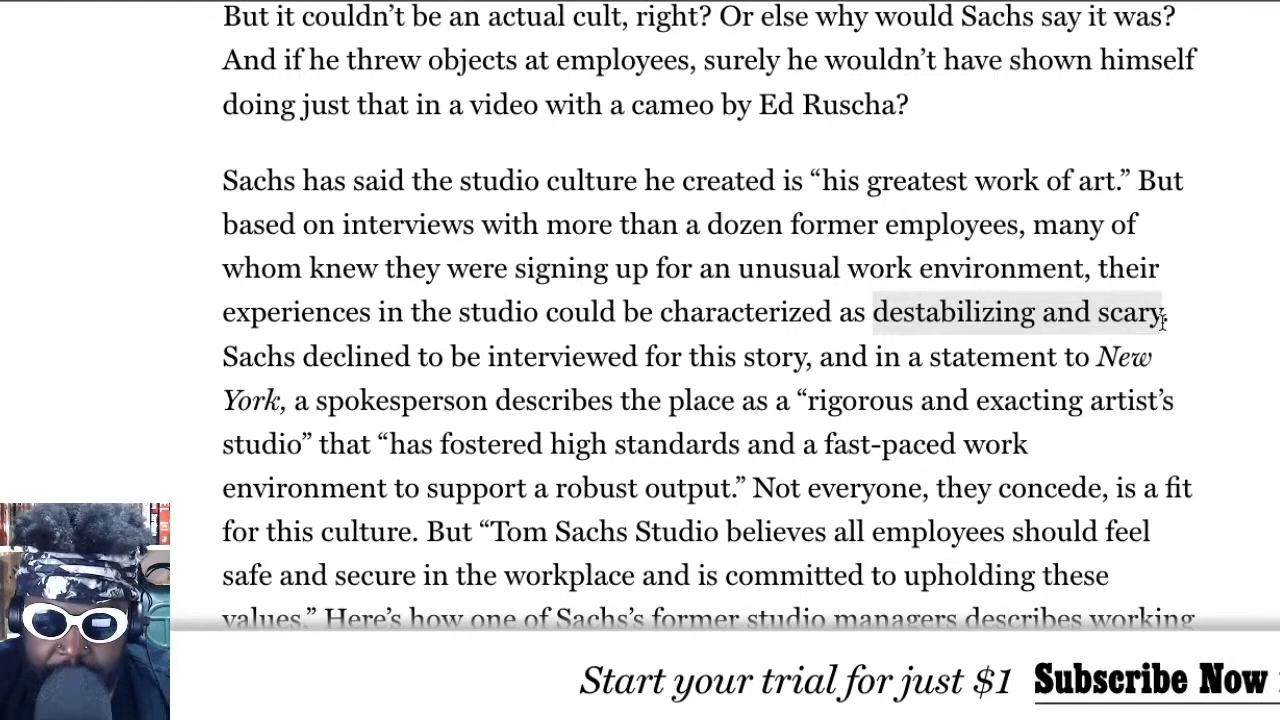 But it couldn’t be an actual cult, right? Or else why would Sachs say it was?
And if he threw objects at employees, surely he wouldn’t have shown himself
doing just that in a video with a cameo by Ed Ruscha?
Sachs has said the studio culture he created is “his greatest work of art.” But
based on interviews with more than a dozen former employees, many of
whom knew they were signing up for an unusual work environment, their
experiences in the studio could be characterized as destabilizing and scary.
Sachs declined to be interviewed for this story, and in a statement to New
York, a spokesperson describes the place as a “rigorous and exacting artist’s
studio” that “has fostered high standards and a fast-paced work
environment to support a robust output.” Not everyone, they concede, is a fit
for this culture. But “Tom Sachs Studio believes all employees should feel
safe and secure in the workplace and is committed to upholding these
values.” Here’s how one of Sachs’s former studio managers describes working
Start your trial for just $1 Subscribe Now